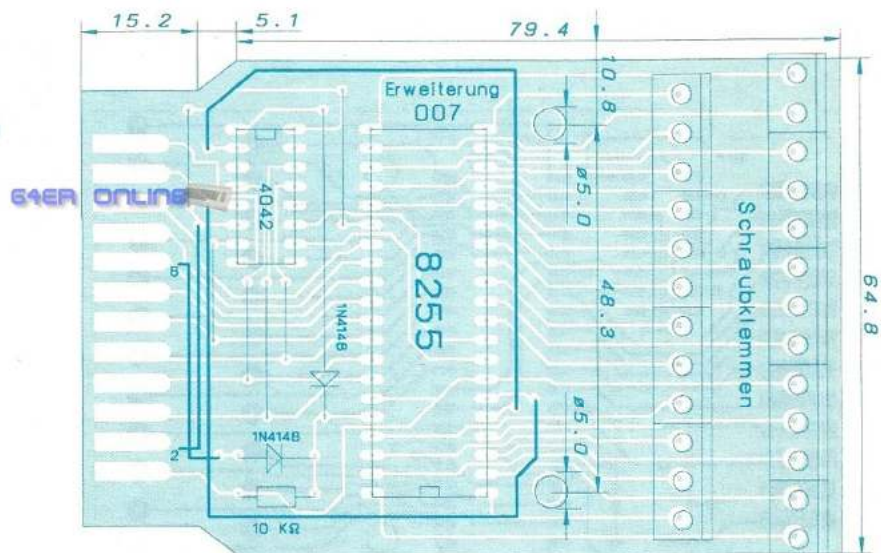 15.2
5.1
79.4
Erweiterung
007
10.8
ø5.0
64ER ONLINE
4042
8255
48.3
Schraubklemmen
64.8
8
1N4148
1N4148
2
ø5.0
10 KΩ